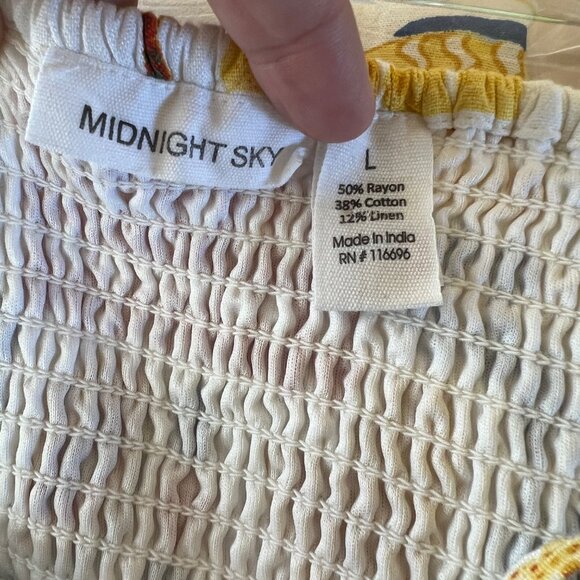 MIDNIGHT SKY
L
50% Rayon
38% Cotton
12% Linen
Made In India
RN # 116696